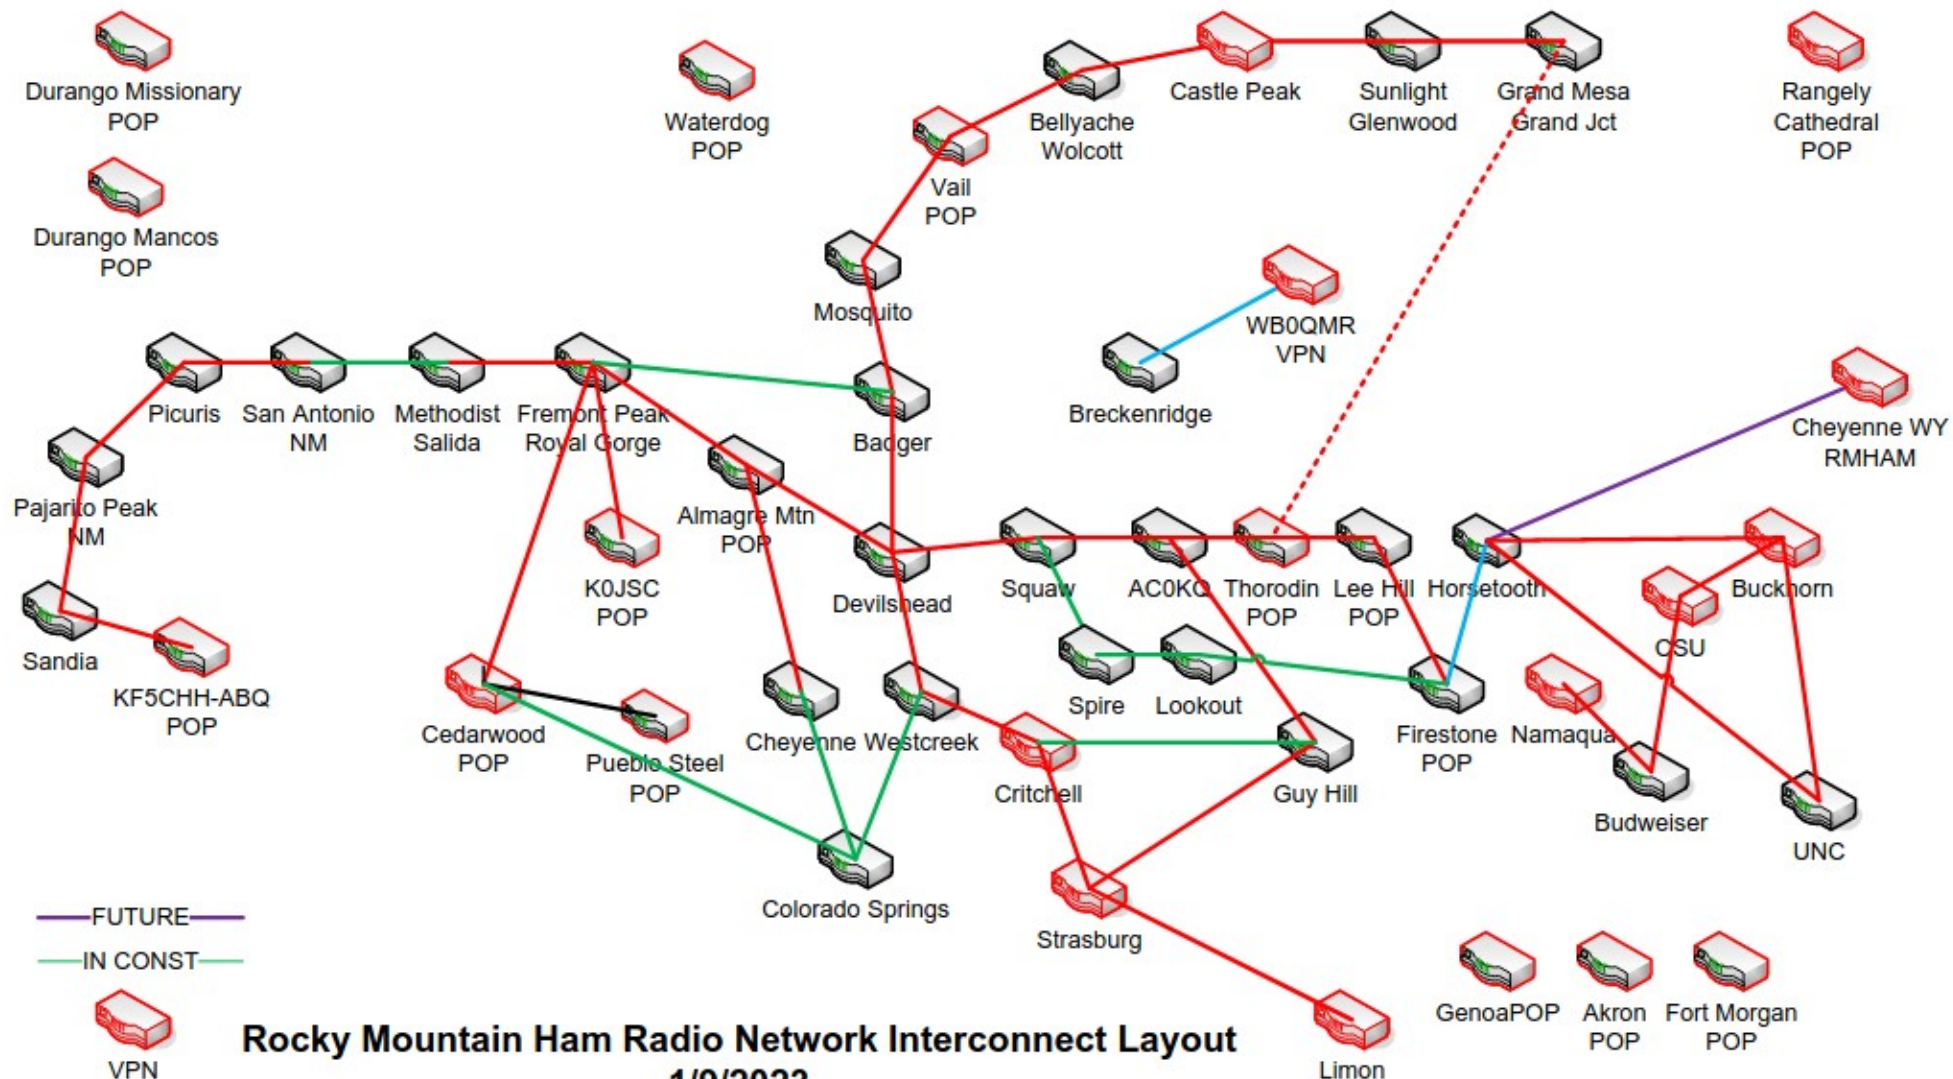 Durango Missionary
POP
Waterdog
POP
Castle Peak
Sunlight
Glenwood
Grand Mesa
Grand Jct
Rangely
Cathedral
POP
Bellyache
Wolcott
Vail
POP
Durango Mancos
POP
Mosquito
WB0QMR
VPN
Picuris
San Antonio
NM
Methodist
Salida
Fremont Peak
Royal Gorge
Badger
Breckenridge
Cheyenne WY
RMHAM
Pajarito Peak
NM
Almagre Mtn
POP
K0JSC
POP
Devilshead
Squaw
AC0KQ
Thorodin
POP
Lee Hill
POP
Horsetooth
Buckhorn
CSU
Sandia
KF5CHH-ABQ
POP
Cedarwood
POP
Pueblo Steel
POP
Cheyenne
Westcreek
Spire
Lookout
Firestone
POP
Namaqua
Critchell
Guy Hill
Budweiser
UNC
Colorado Springs
Strasburg
FUTURE
IN CONST
VPN
GenoaPOP
Akron
POP
Fort Morgan
POP
Limon
Rocky Mountain Ham Radio Network Interconnect Layout